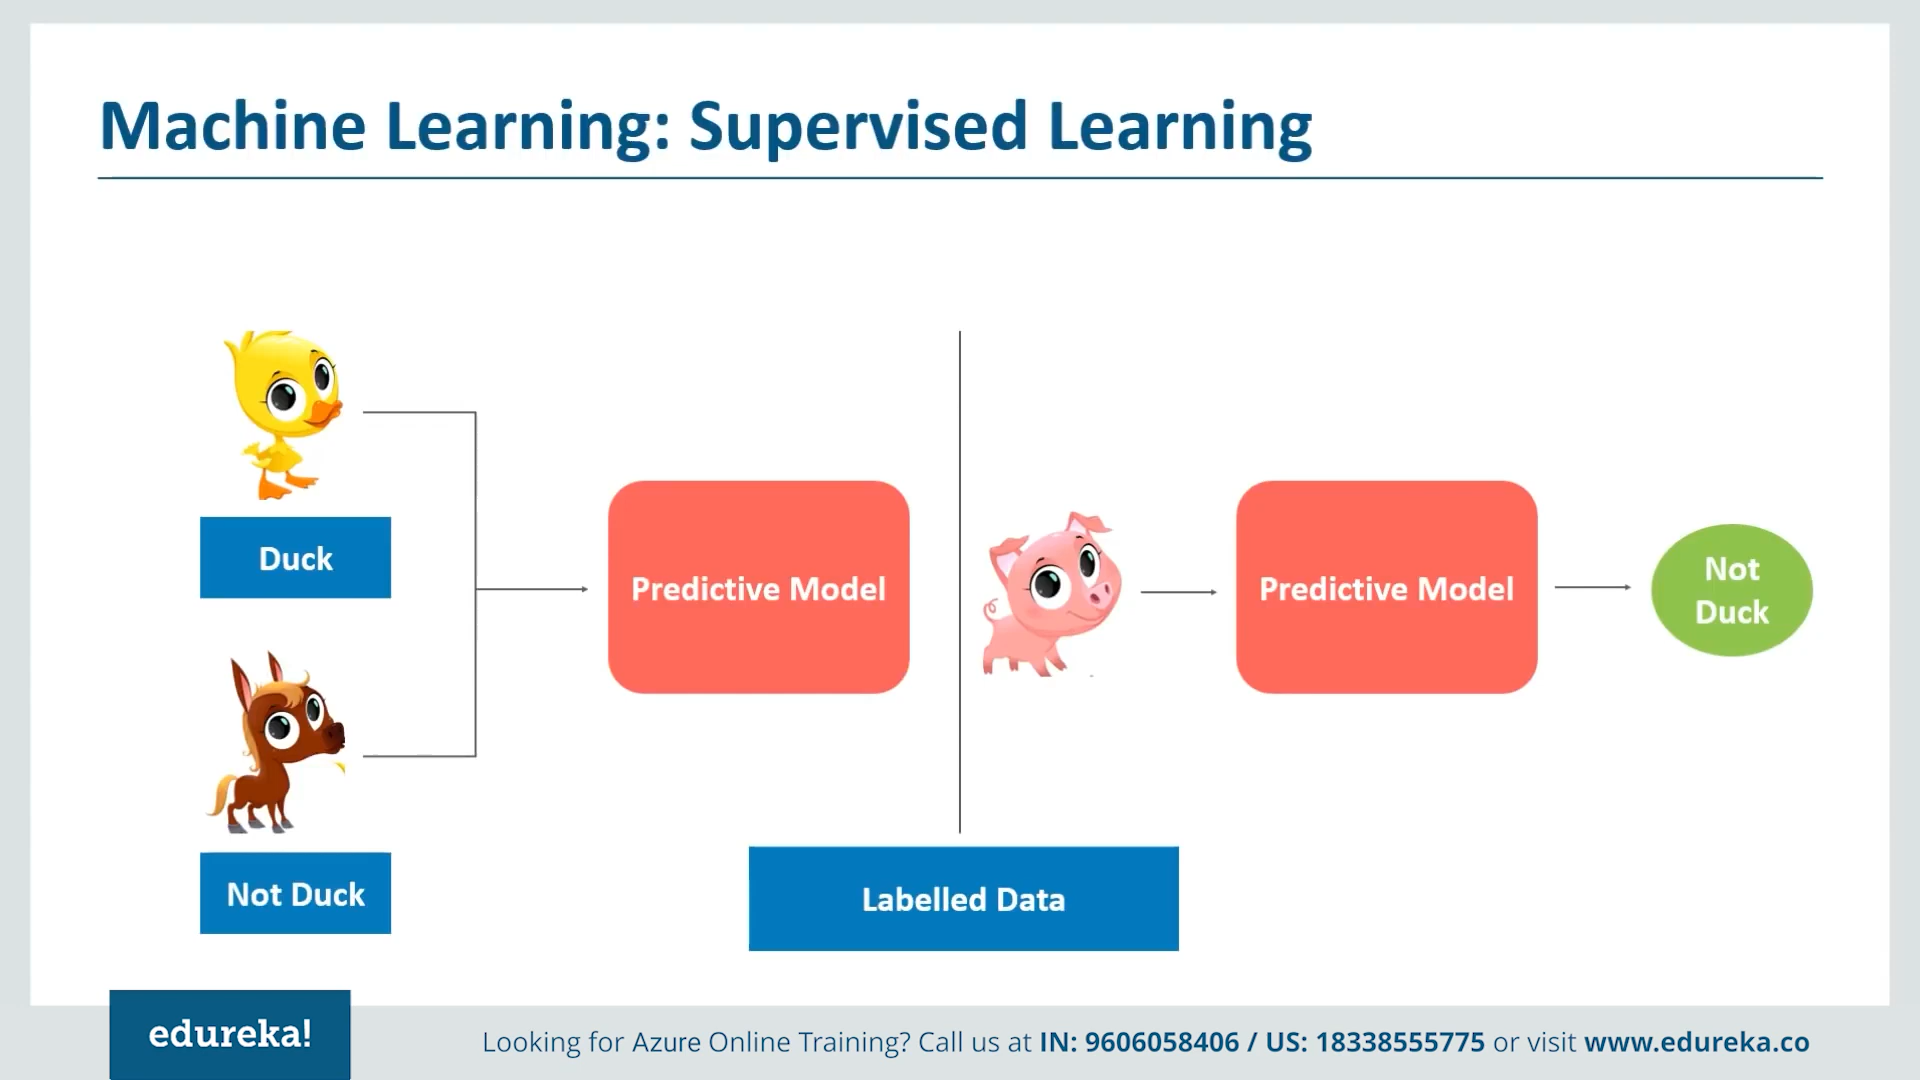 Machine Learning: Supervised Learning
Duck
Not Duck
Predictive Model
Predictive Model
Not
Duck
Labelled Data
edureka!
Looking for Azure Online Training? Call us at IN: 9606058406 / US: 18338555775 or visit www.edureka.co